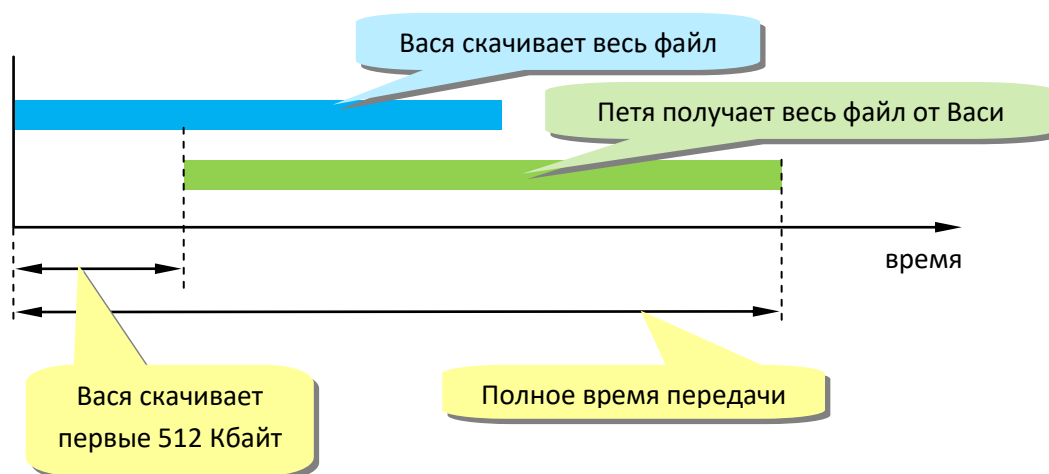 Вася скачивает весь файл
Петя получает весь файл от Васи
время
Вася скачивает
первые 512 Кбайт
Полное время передачи